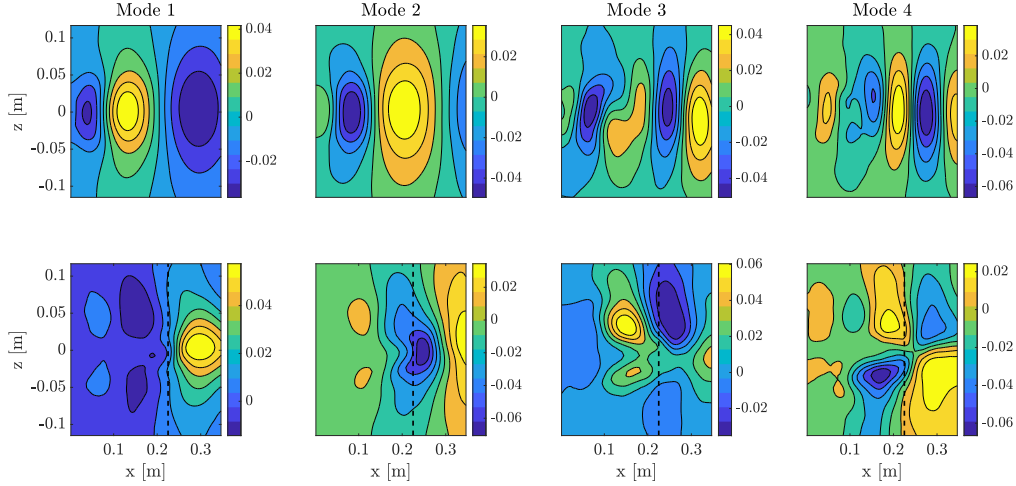 Mode 1 Mode 2 Mode 3 Mode 4
0.1 0.04 0.02 0.04 0.02
0.05 0.02 0 0.02 0
z [m] 0 0 0 -0.02
-0.05 -0.02 -0.02 -0.02 -0.04
-0.1 -0.04 -0.04 -0.06
0.1 0.02 0.06 0.02
0.05 0.04 0 0.04 0
z [m] 0 0.02 -0.02 0.02 -0.02
-0.05 -0.04 0 -0.04
-0.1 0 -0.06 -0.02 -0.06
0.1 0.2 0.3 0.1 0.2 0.3 0.1 0.2 0.3 0.1 0.2 0.3
x [m] x [m] x [m] x [m]